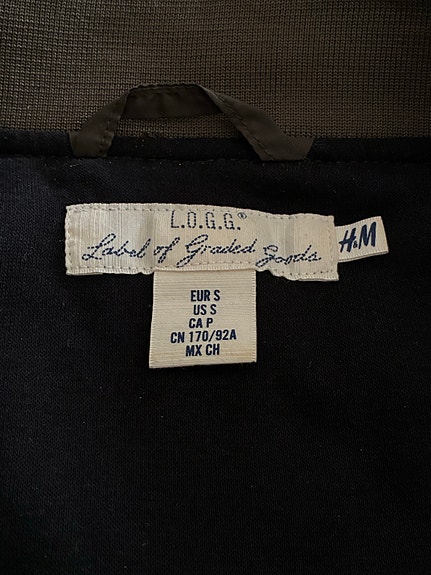 L.O.G.G.®
Label of Graded Goods
H&M
EUR S
US S
CA P
CN 170/92A
MX CH